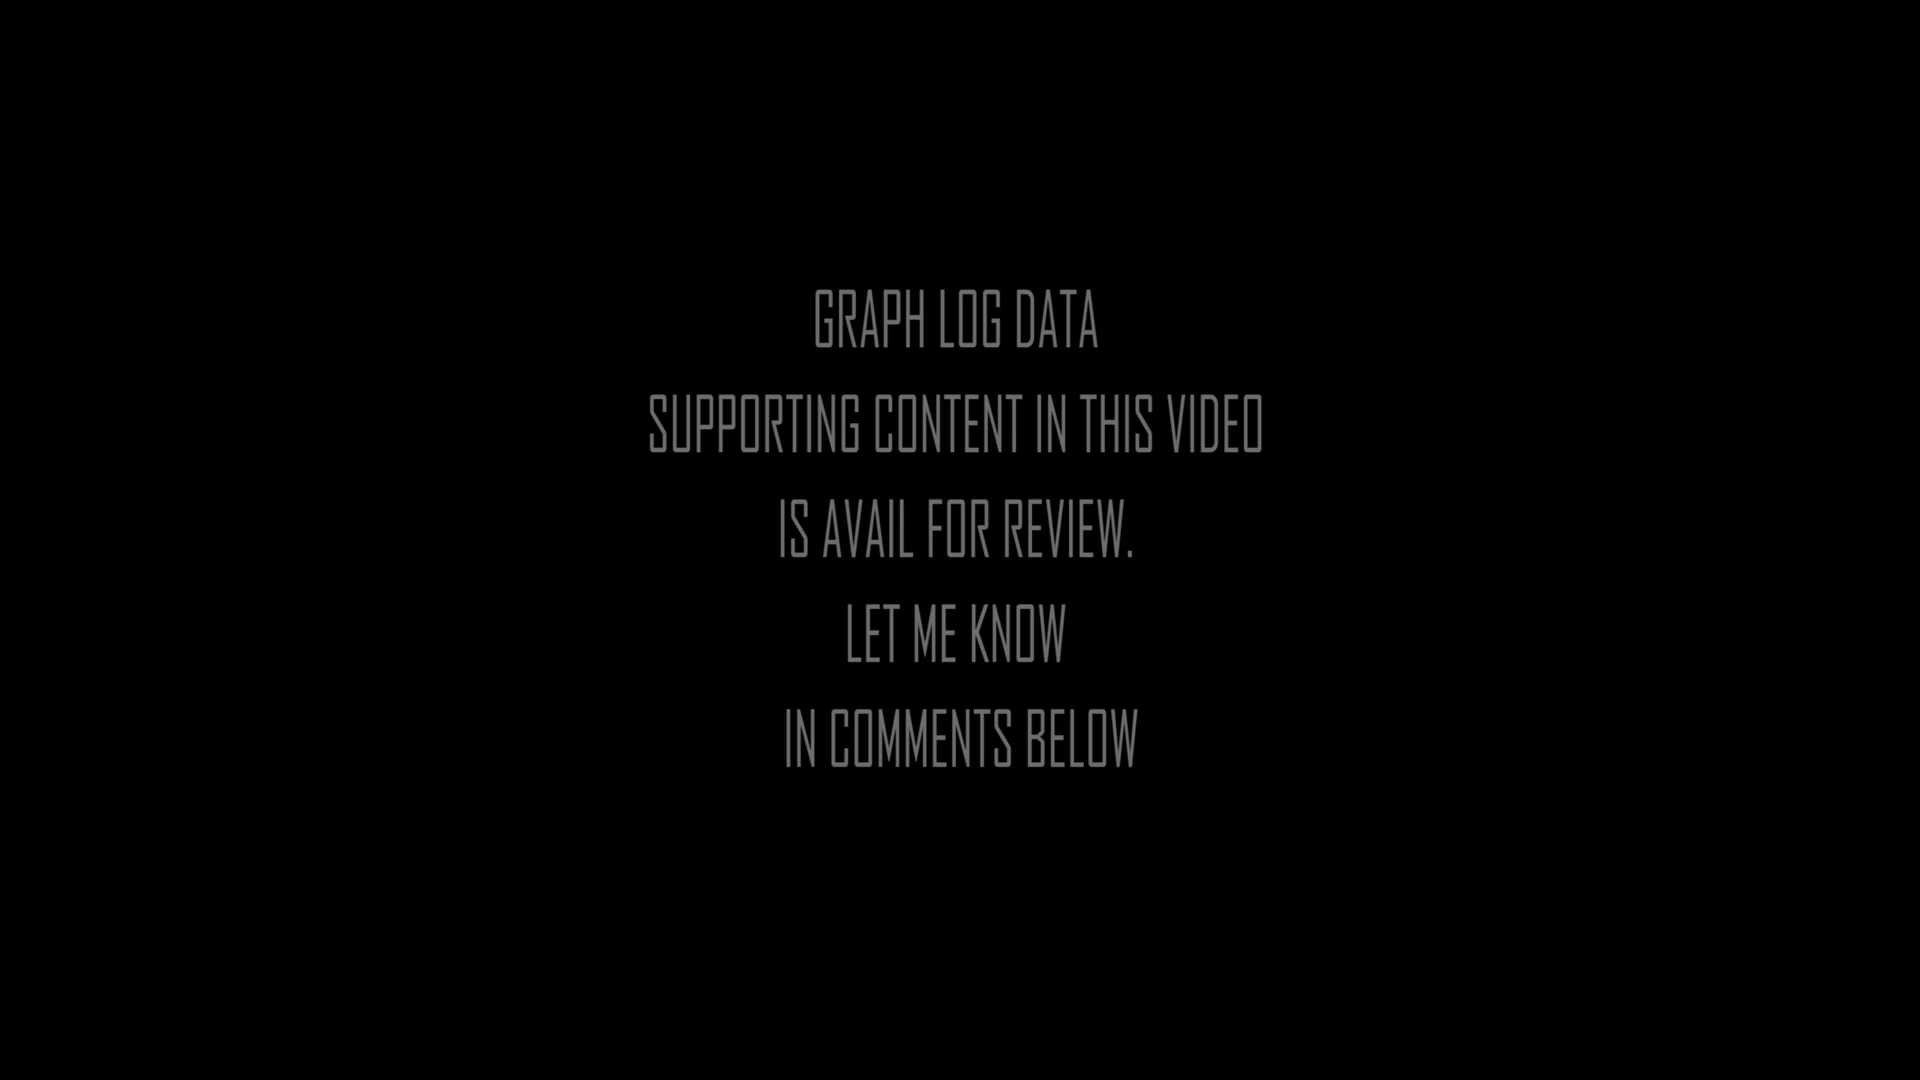 GRAPH LOG DATA
SUPPORTING CONTENT IN THIS VIDEO
IS AVAIL FOR REVIEW.
LET ME KNOW
IN COMMENTS BELOW